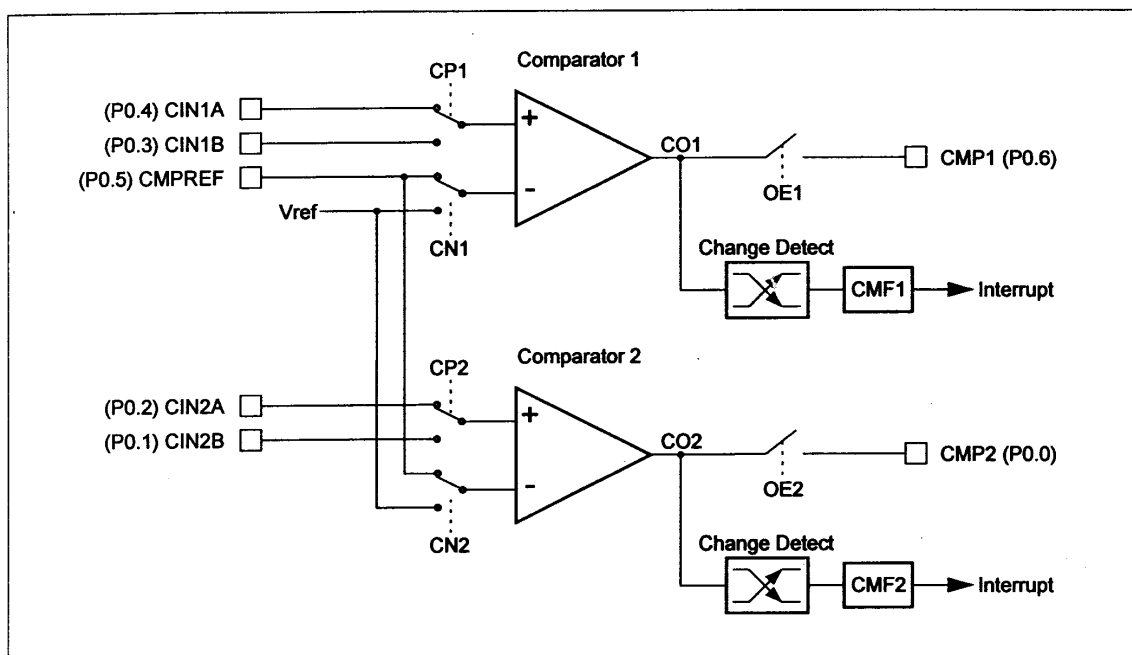 Comparator 1
CP1
(P0.4) CIN1A
(P0.3) CIN1B
(P0.5) CMPREF
Vref
CN1
+
-
CO1
OE1
CMP1 (P0.6)
Change Detect
CMF1
Interrupt
Comparator 2
CP2
(P0.2) CIN2A
(P0.1) CIN2B
CN2
+
-
CO2
OE2
CMP2 (P0.0)
Change Detect
CMF2
Interrupt